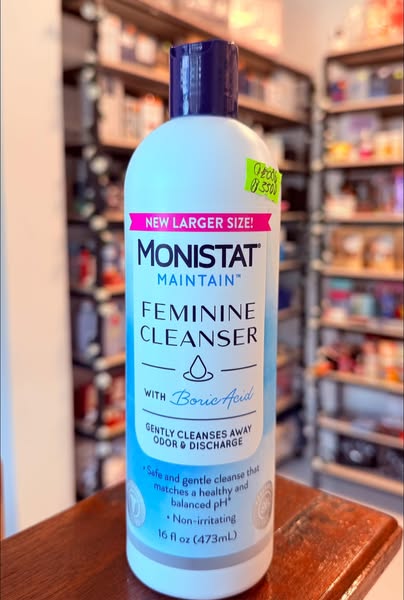 NEW LARGER SIZE!
MONISTAT®
MAINTAIN™
FEMININE
CLEANSER
WITH Boric Acid
GENTLY CLEANSES AWAY
ODOR & DISCHARGE
• Safe and gentle cleanse that
matches a healthy and
balanced pH*
• Non-irritating
16 fl oz (473mL)